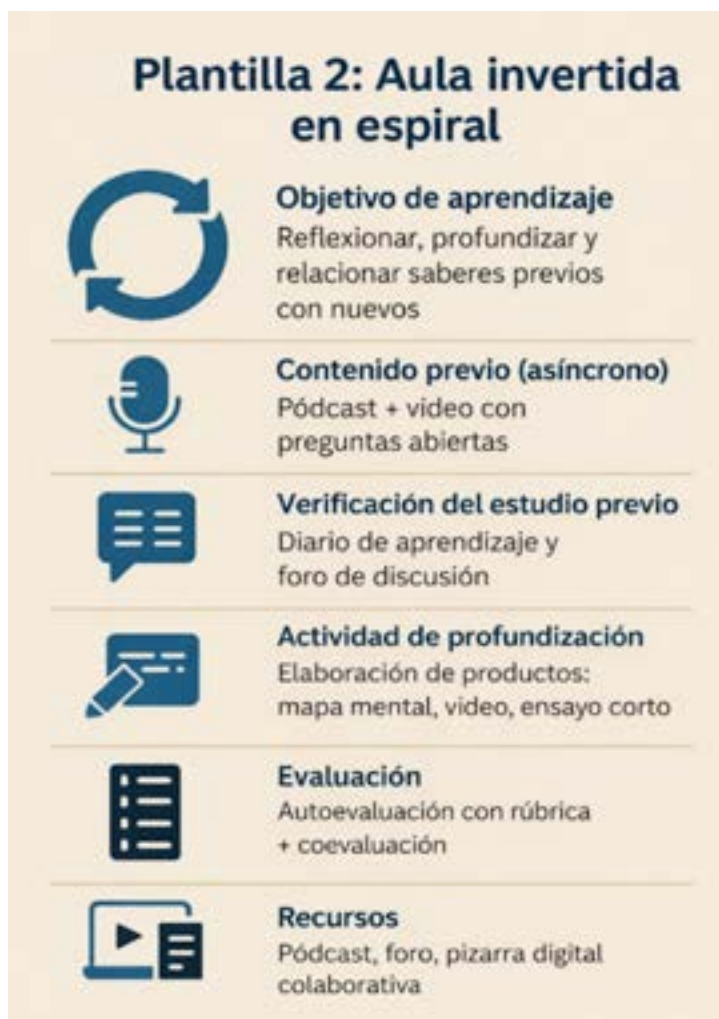 Plantilla 2: Aula invertida
en espiral
Objetivo de aprendizaje
Reflexionar, profundizar y
relacionar saberes previos
con nuevos
Contenido previo (asíncrono)
Pódcast + video con
preguntas abiertas
Verificación del estudio previo
Diario de aprendizaje y
foro de discusión
Actividad de profundización
Elaboración de productos:
mapa mental, video, ensayo corto
Evaluación
Autoevaluación con rúbrica
+ coevaluación
Recursos
Pódcast, foro, pizarra digital
colaborativa